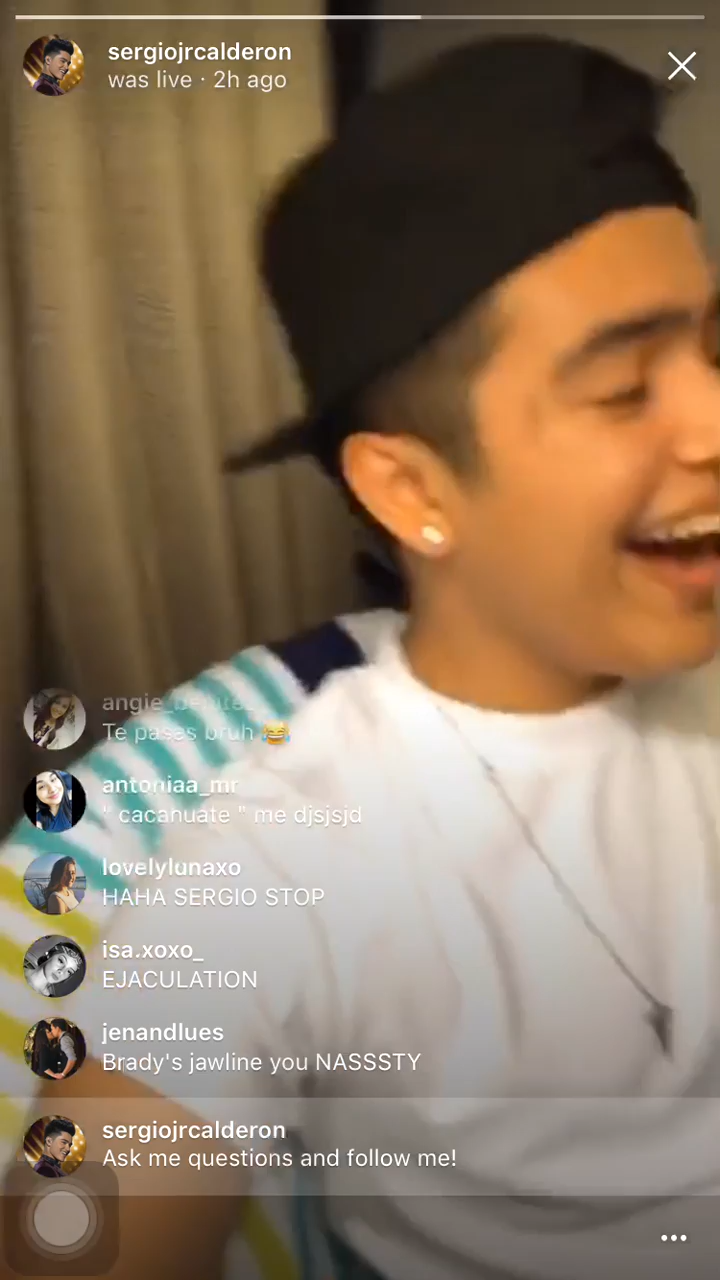 sergiojrcalderon
was live · 2h ago
Te pases bruh 😂
antoniaa_mr
" cacanuate " me djsjsjd
lovelylunaxo
HAHA SERGIO STOP
isa.xoxo_
EJACULATION
jenandlues
Brady's jawline you NASSSTY
sergiojrcalderon
Ask me questions and follow me!